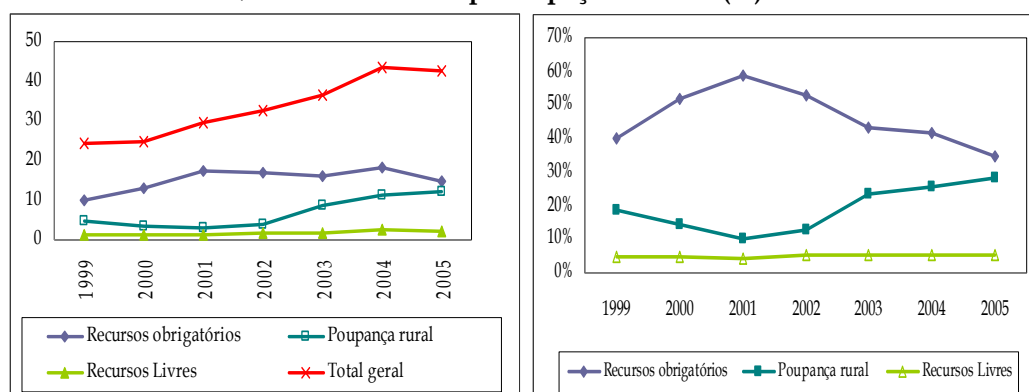 50
40
30
20
10
0
1999 2000 2001 2002 2003 2004 2005
Recursos obrigatórios Poupança rural
Recursos Livres Total geral
70%
60%
50%
40%
30%
20%
10%
0%
1999 2000 2001 2002 2003 2004 2005
Recursos obrigatórios Poupança rural Recursos Livres